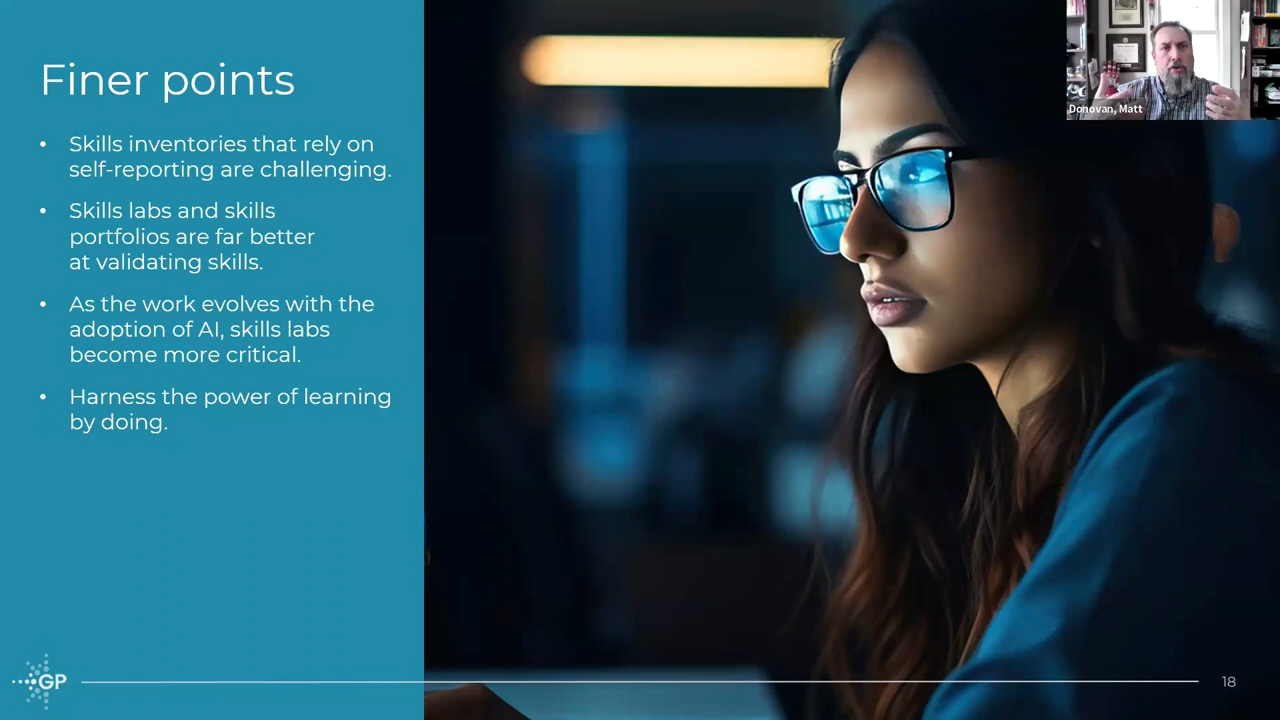 Donovan, Matt
Finer points
• Skills inventories that rely on
self-reporting are challenging.
• Skills labs and skills
portfolios are far better
at validating skills.
• As the work evolves with the
adoption of AI, skills labs
become more critical.
• Harness the power of learning
by doing.
GP
18